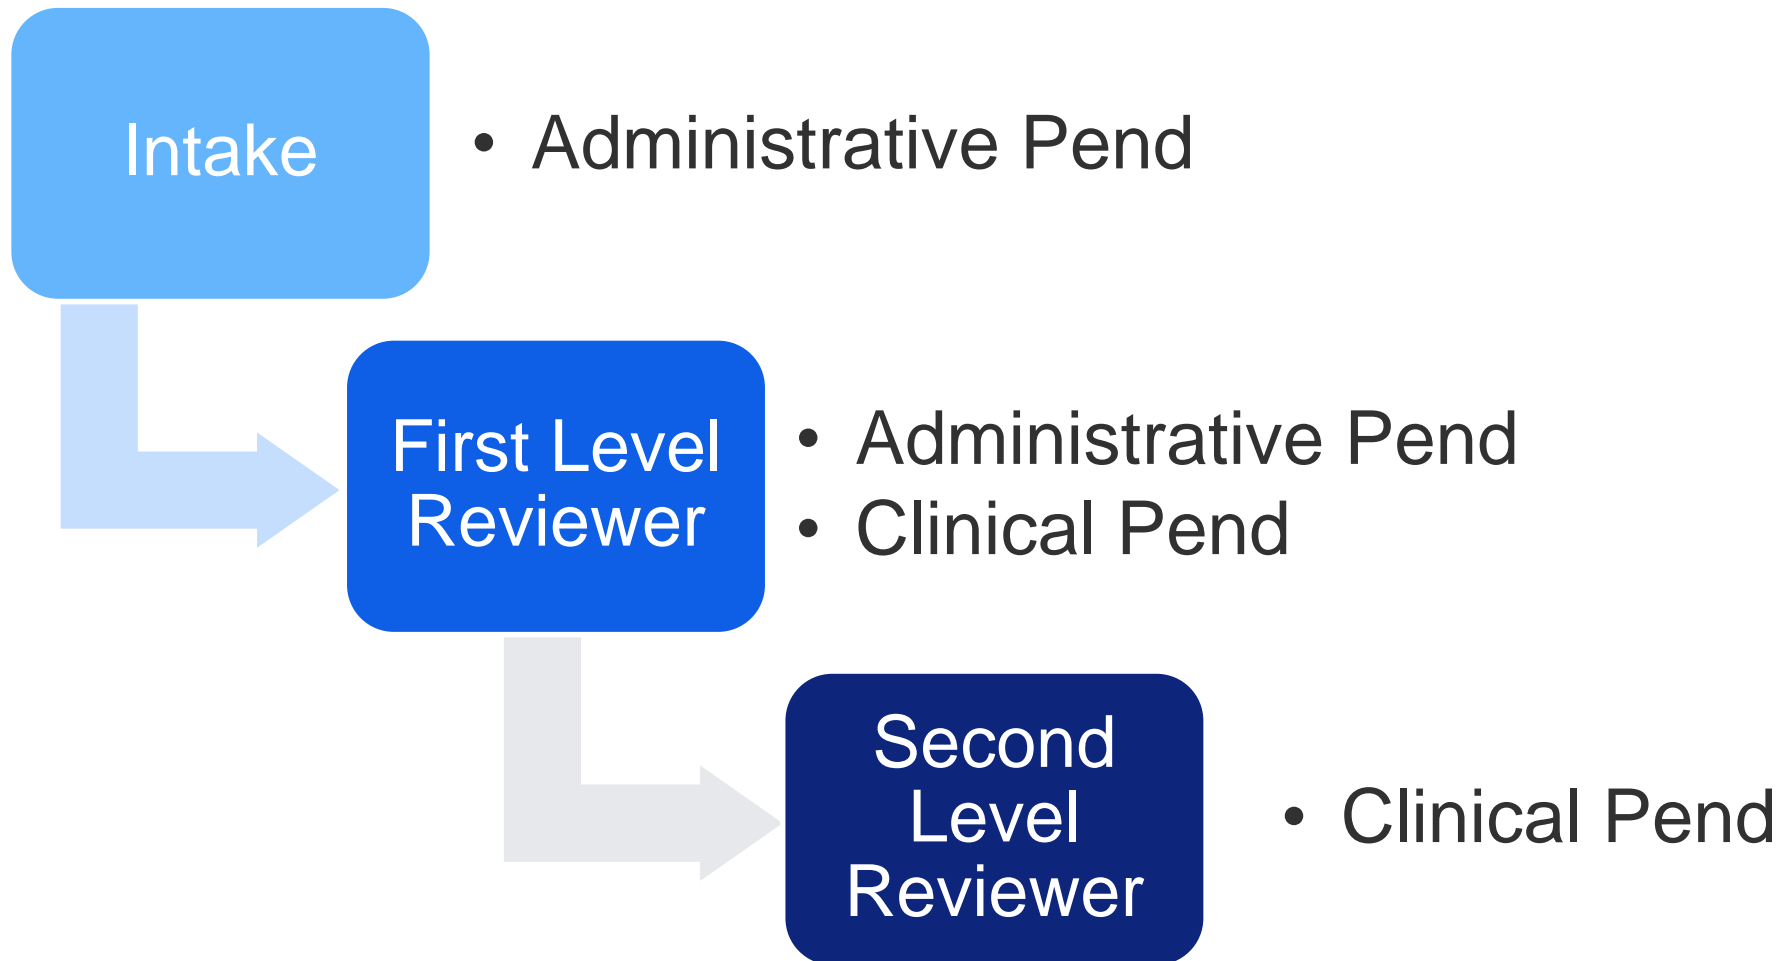 Intake
• Administrative Pend
First Level
Reviewer
• Administrative Pend
• Clinical Pend
Second
Level
Reviewer
• Clinical Pend